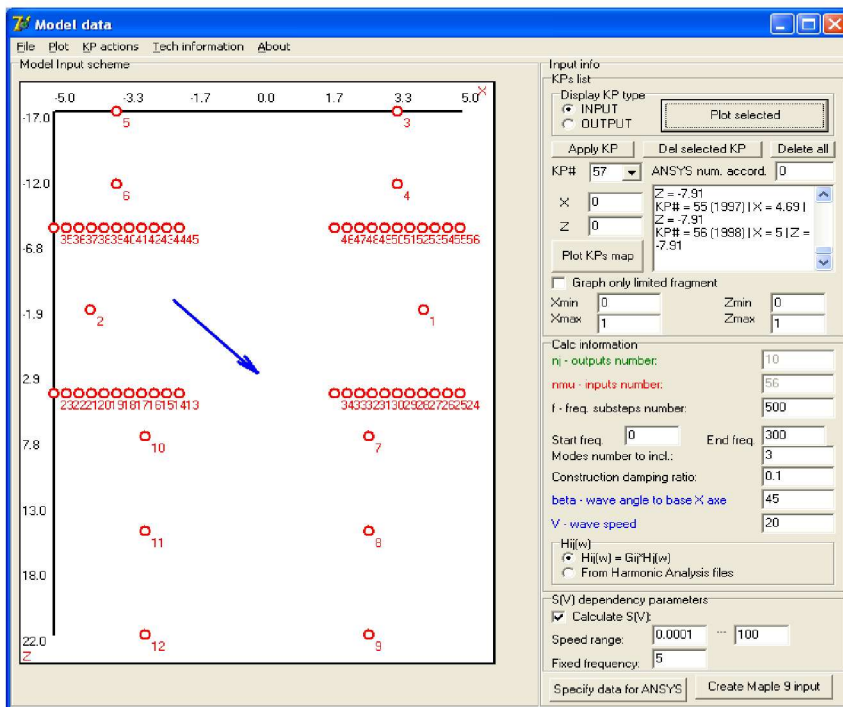 Model data
File Plot KP actions Tech information About
Model Input scheme
-5.0 -3.3 -1.7 0.0 1.7 3.3 5.0 X
-17.0
5 3
-12.0
6 4
3536373839404142434445 4647484950515253545556
-6.8
-1.9
2 1
2.9
2322212019181716151413 3433323130292827262524
7.8
10 7
13.0
11 8
18.0
22.0
12 9
Z
Input info
KPs list
Display KP type
INPUT
OUTPUT
Plot selected
Apply KP Del selected KP Delete all
KP# 57 ANSYS num. accord. 0
X 0
Z 0
Z = -7.91
KP# = 55 (1997) | X = 4.69 |
Z = -7.91
KP# = 56 (1998) | X = 5 | Z =
-7.91
Plot KPs map
Graph only limited fragment
Xmin 0 Zmin 0
Xmax 1 Zmax 1
Calc information
nj - outputs number: 10
nmu - inputs number: 56
f - freq. substeps number: 500
Start freq. 0 End freq. 300
Modes number to incl.: 3
Construction damping ratio: 0.1
beta - wave angle to base X axe 45
V - wave speed 20
Hij(w)
Hij(w) = Gij*Hj(w)
From Harmonic Analysis files
S(V) dependency parameters
Calculate S(V):
Speed range: 0.0001 ... 100
Fixed frequency: 5
Specify data for ANSYS Create Maple 9 input